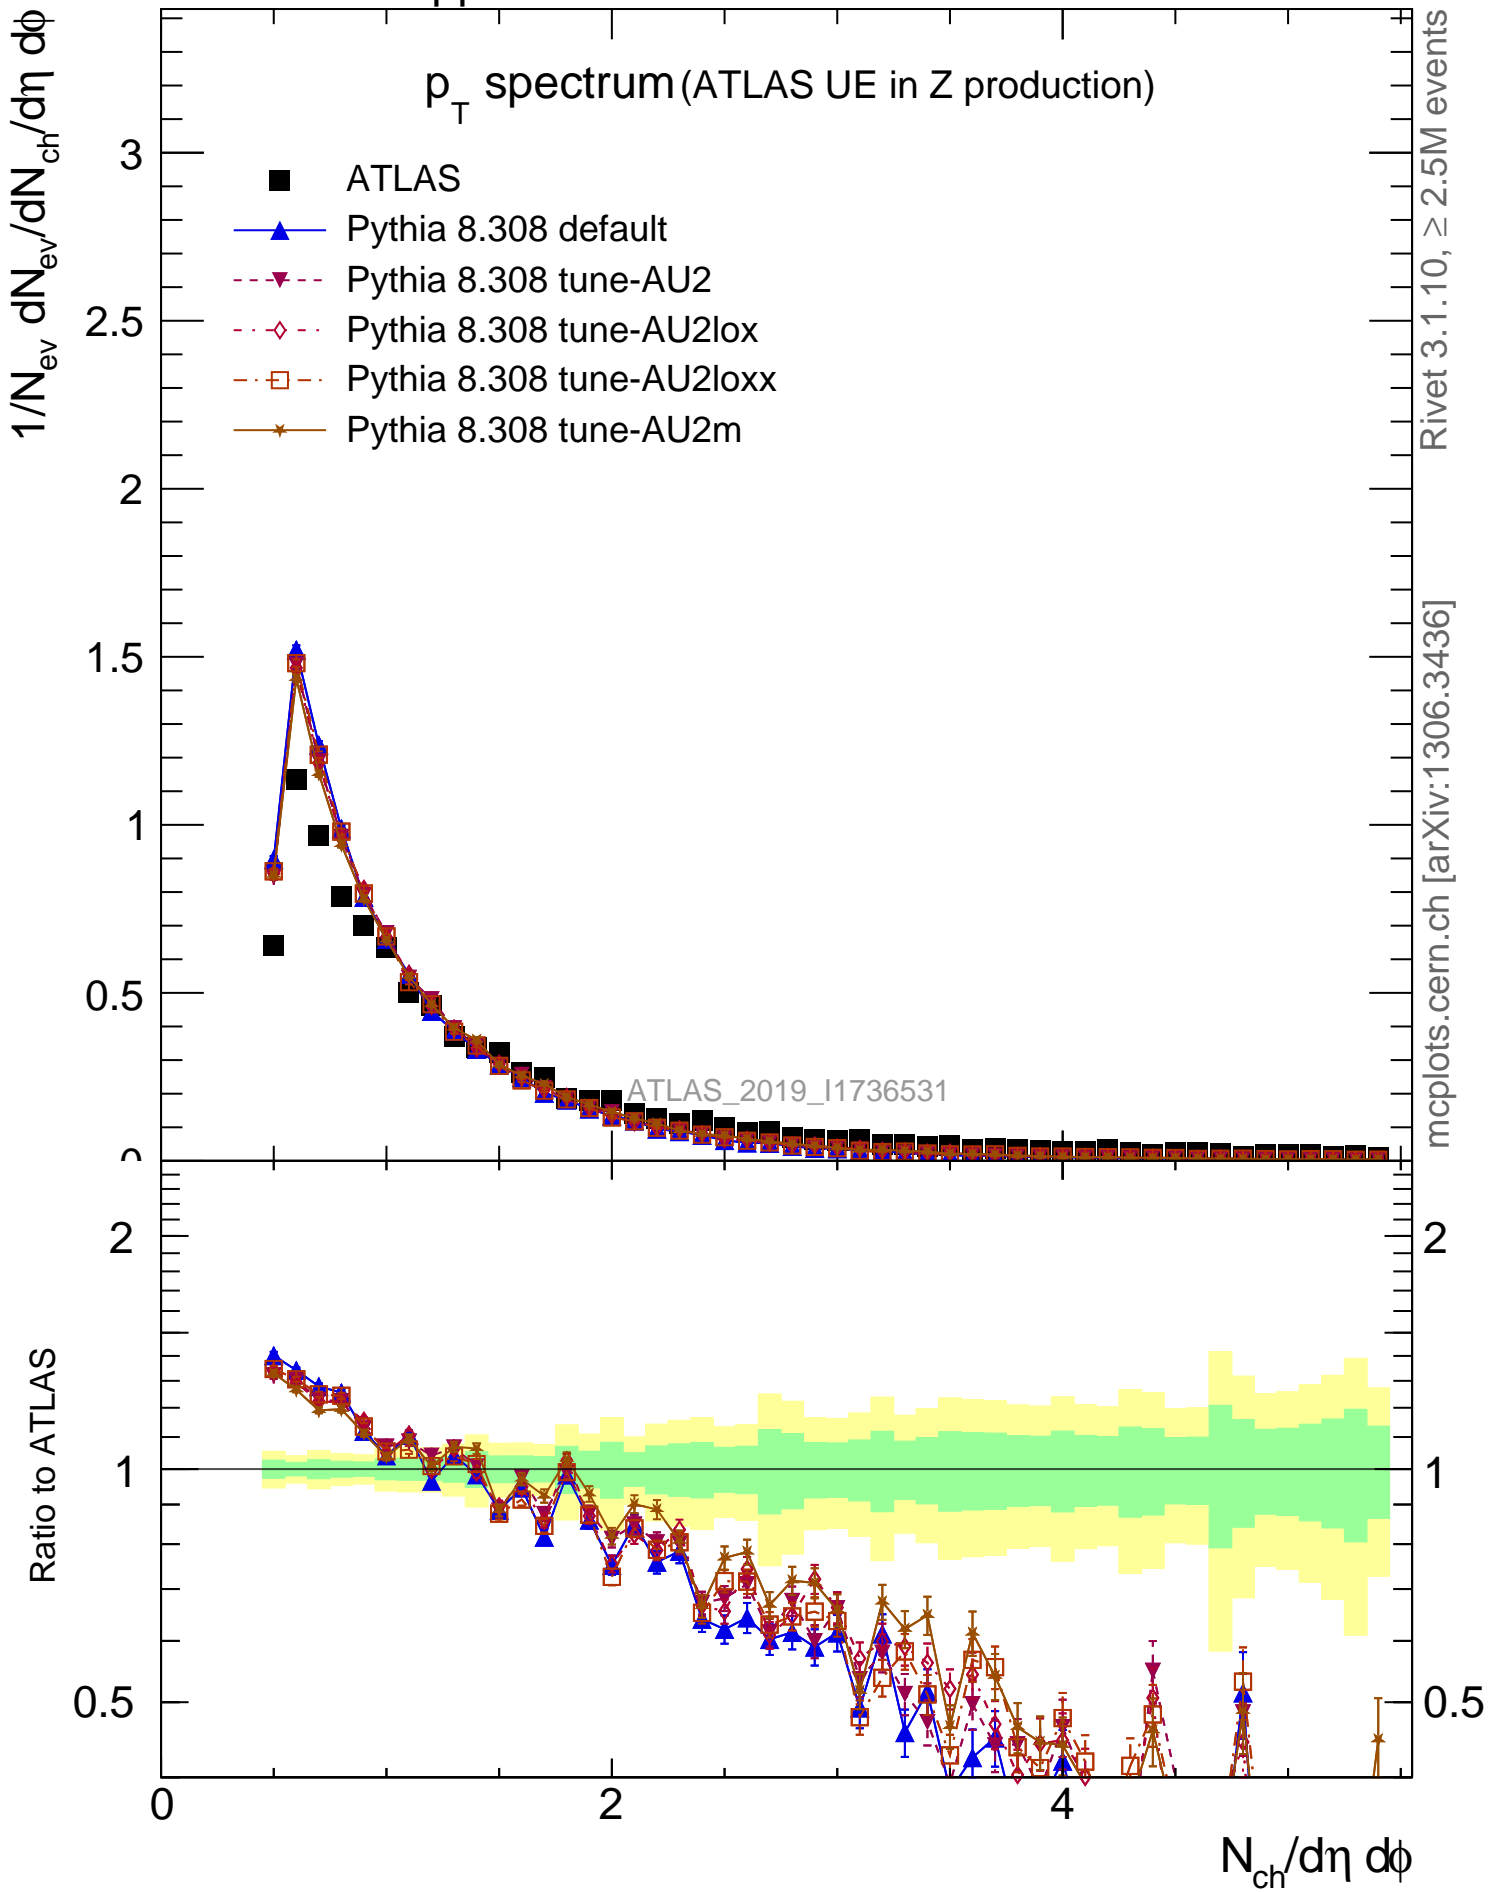 pp
p_T spectrum (ATLAS UE in Z production)
1/N_ev dN_ev/dN_ch/dη dϕ
ATLAS
Pythia 8.308 default
Pythia 8.308 tune-AU2
Pythia 8.308 tune-AU2lox
Pythia 8.308 tune-AU2loxx
Pythia 8.308 tune-AU2m
3
2.5
2
1.5
1
0.5
0
ATLAS_2019_I1736531
Rivet 3.1.10, ≥ 2.5M events
mcplots.cern.ch [arXiv:1306.3436]
Ratio to ATLAS
2
1
0.5
2
1
0.5
0
2
4
N_ch/dη dϕ